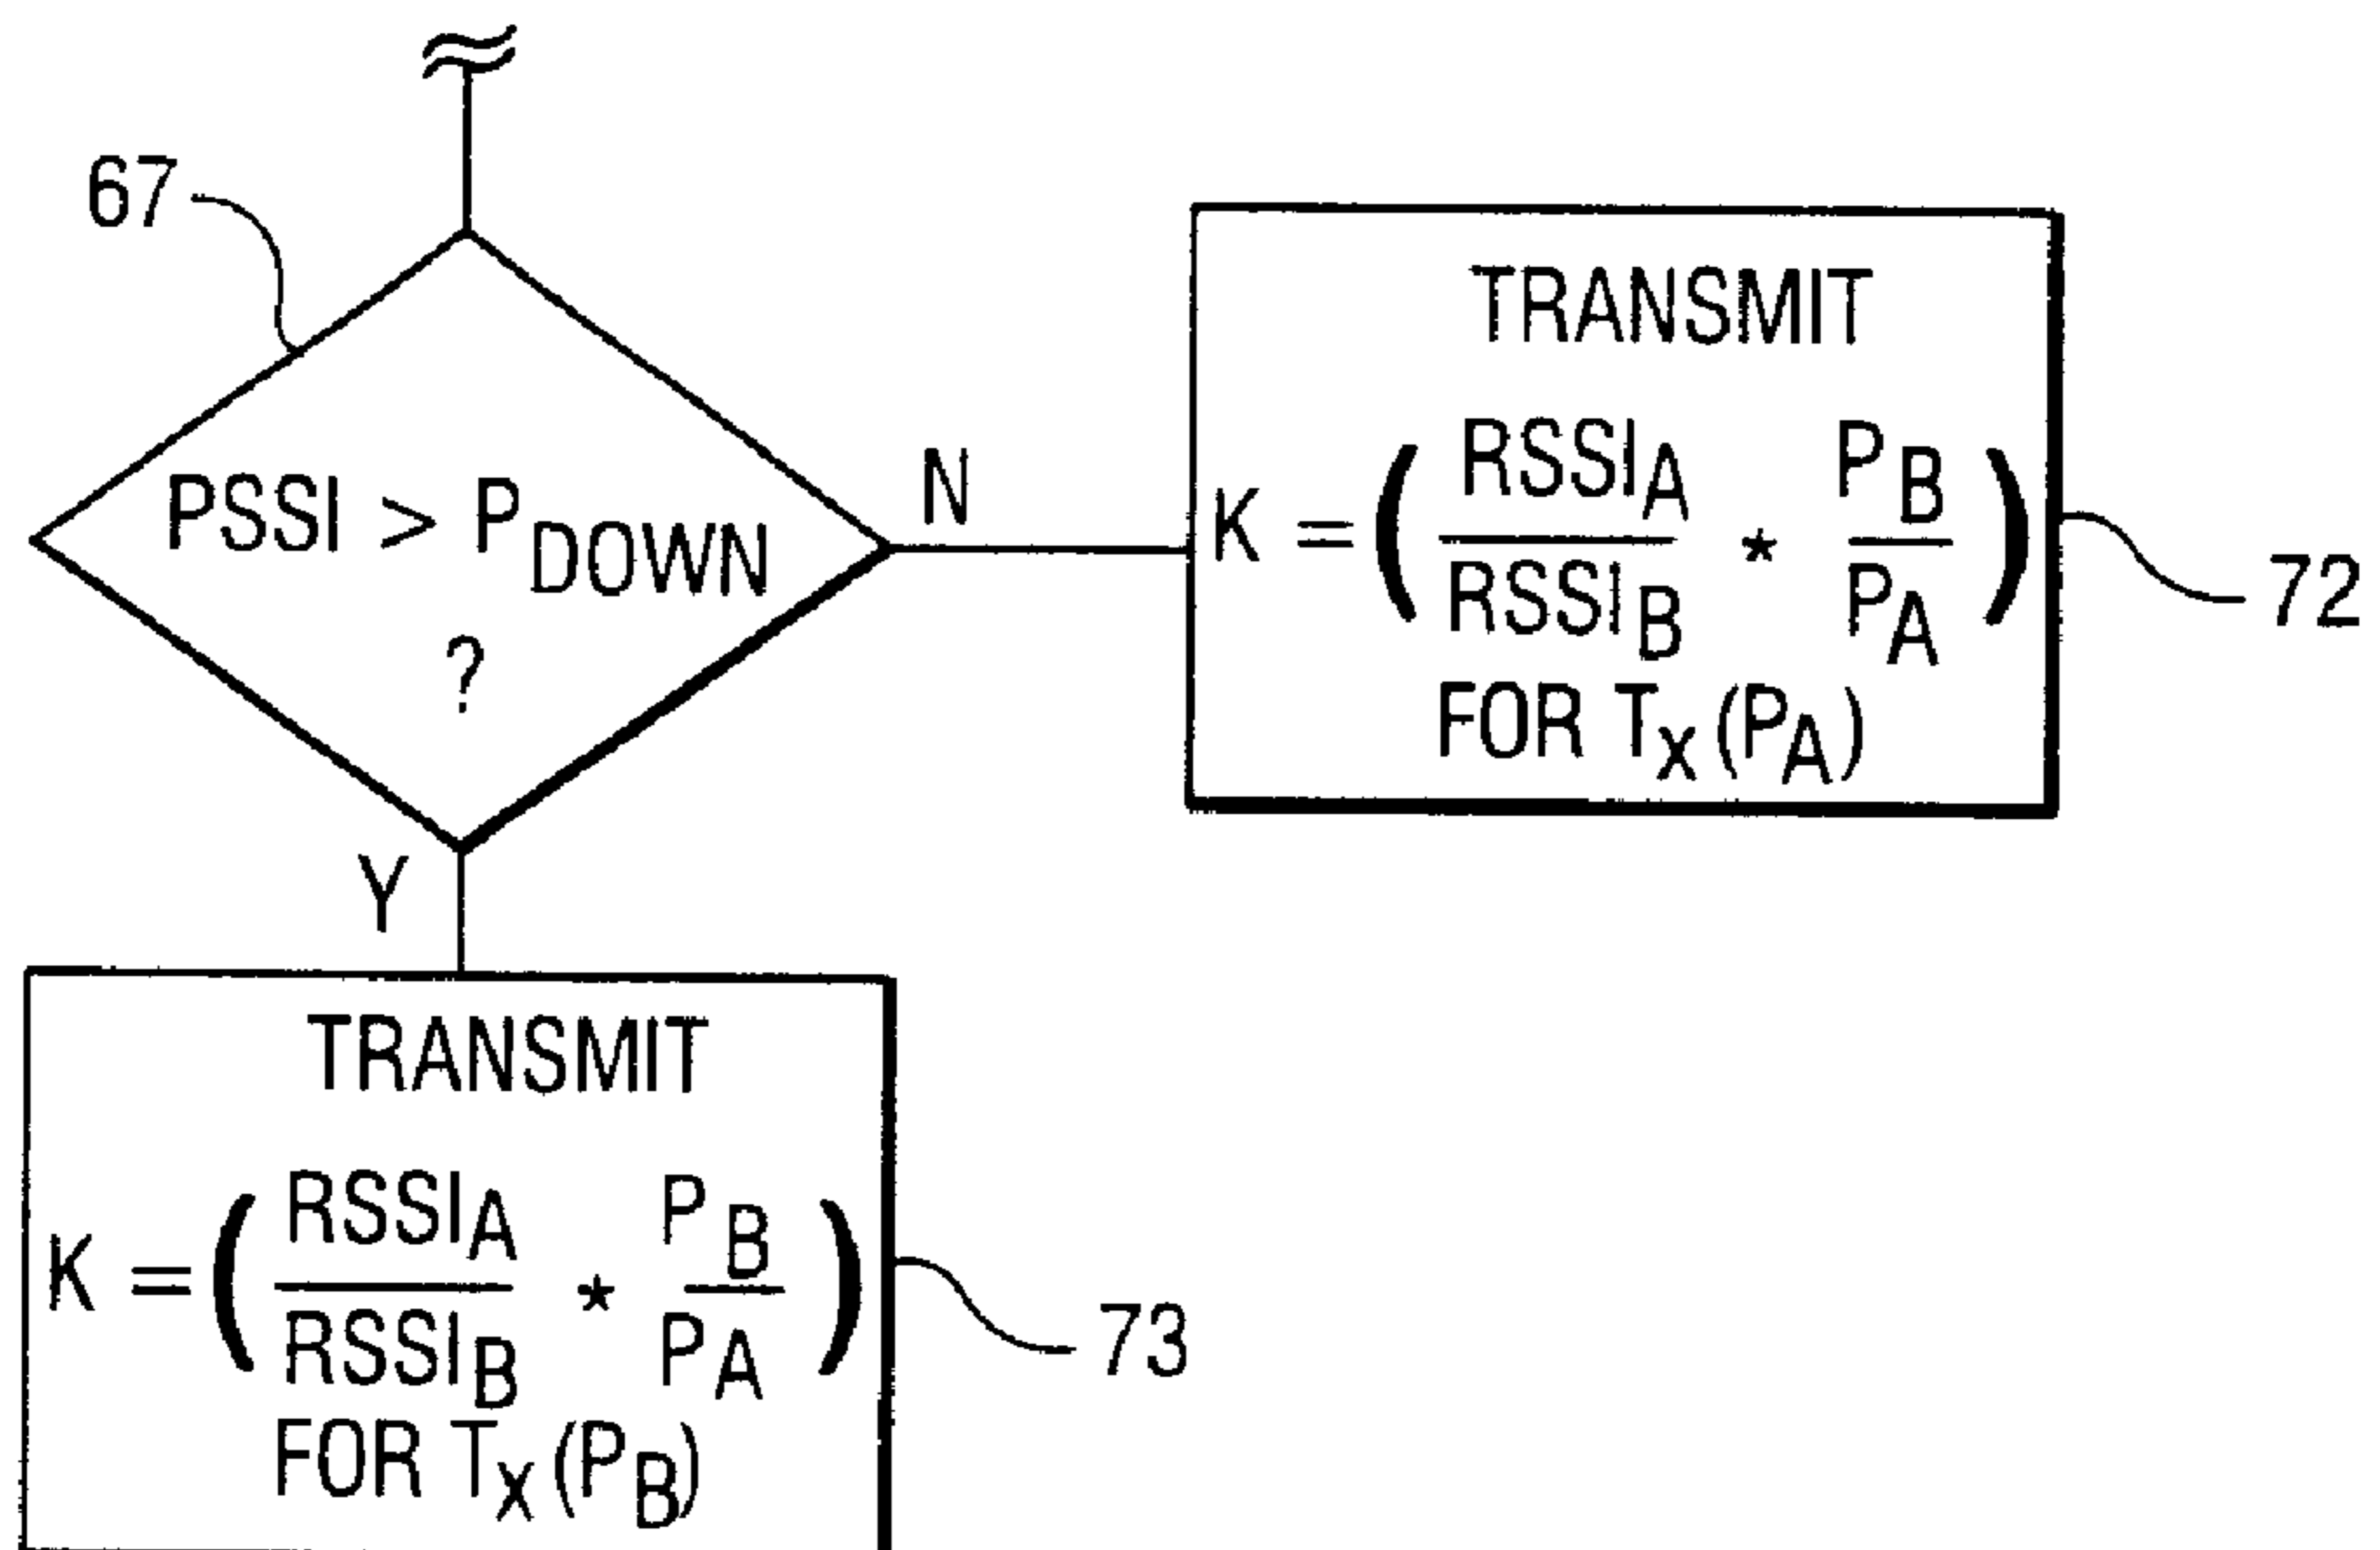 67
PSSI > P_DOWN
?
N
Y
TRANSMIT
K = ( RSSI_A / RSSI_B * P_B / P_A )
FOR T_X (P_A)
72
TRANSMIT
K = ( RSSI_A / RSSI_B * P_B / P_A )
FOR T_X (P_B)
73